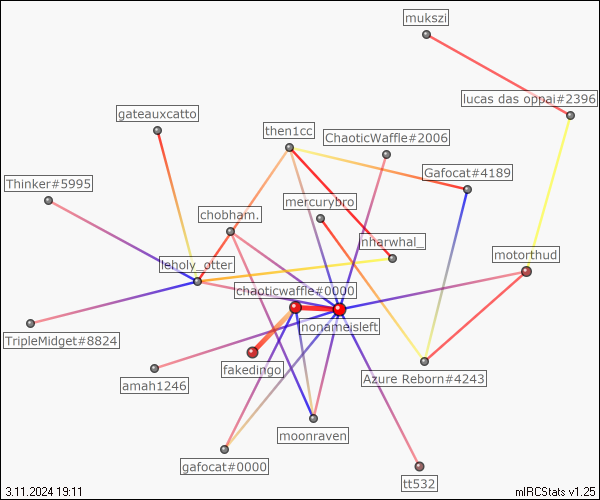 mukszi
lucas das oppai#2396
gateauxcatto
then1cc
ChaoticWaffle#2006
Gafocat#4189
Thinker#5995
mercurybro
chobham.
nharwhal_
leholy_otter
motorthud
chaoticwaffle#0000
nonameisleft
TripleMidget#8824
fakedingo
Azure Reborn#4243
amah1246
moonraven
gafocat#0000
tt532
3.11.2024 19:11
mIRCStats v1.25